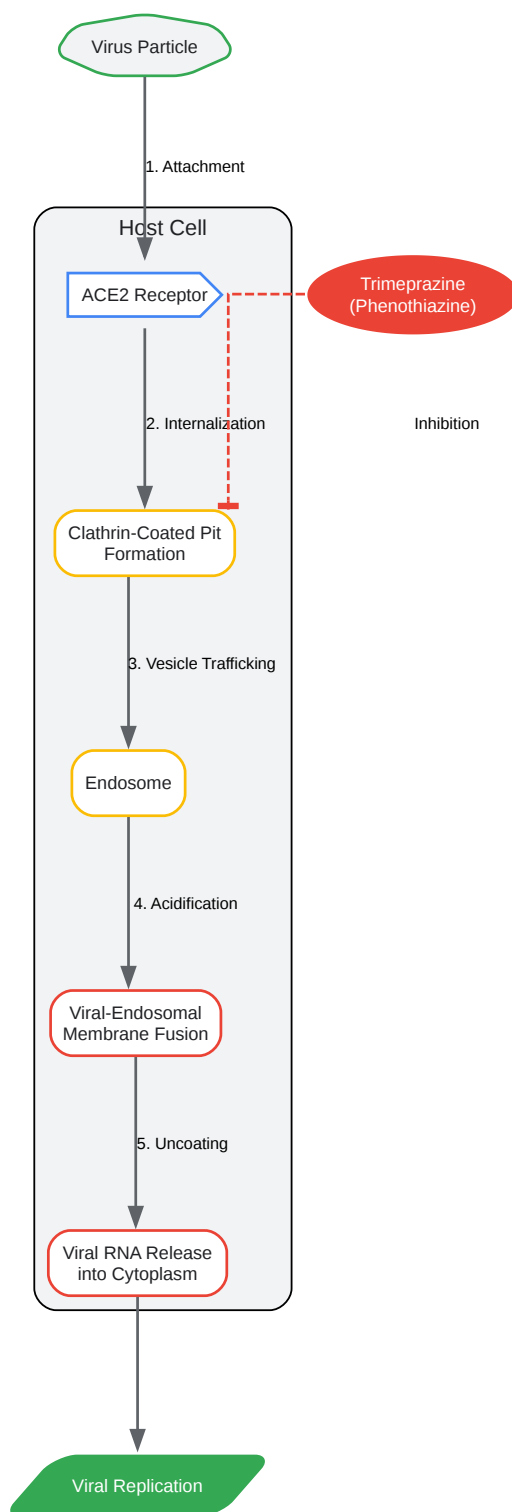 Virus Particle
1. Attachment
Host Cell
ACE2 Receptor
Trimeprazine
(Phenothiazine)
2. Internalization
Inhibition
Clathrin-Coated Pit
Formation
3. Vesicle Trafficking
Endosome
4. Acidification
Viral-Endosomal
Membrane Fusion
5. Uncoating
Viral RNA Release
into Cytoplasm
Viral Replication